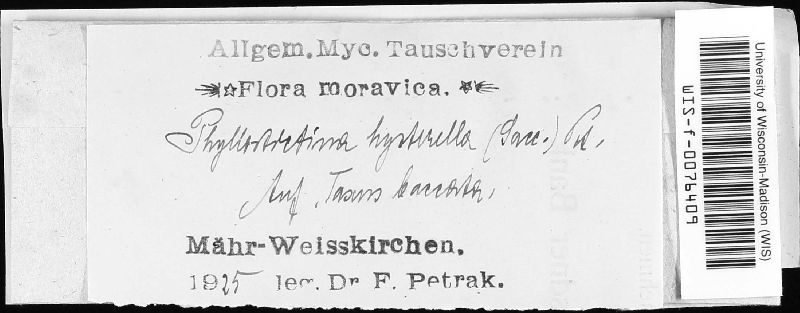 Allgem. Myc. Tauschverein
Flora moravica.
Phyllostictina hysterella (Sacc.) Pet.
Auf Taxus baccata.
Mähr-Weisskirchen.
1925 leg. Dr F. Petrak.
University of Wisconsin-Madison (WIS)
WIS-f-0076409